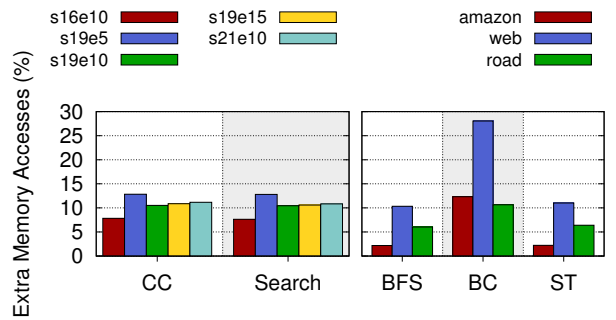 s16e10
s19e5
s19e10
s19e15
s21e10
amazon
web
road
Extra Memory Accesses (%)
30
25
20
15
10
5
0
CC
Search
BFS
BC
ST